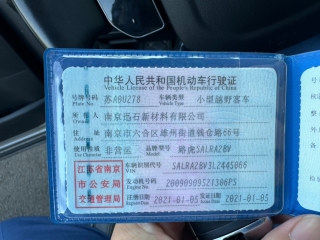 中华人民共和国机动车行驶证
Vehicle License of the People's Republic of China
号牌号码 苏ABU278 车辆类型 小型越野客车
Plate No. Vehicle Type
所有人 南京迅石新材料有限公司
Owner
住址 南京市六合区雄州街道钱仓路66号
Address
使用性质 非营运 品牌型号 路虎SALRA2BV
Use Character Model
江苏省南京
市公安局
交通管理局
车辆识别代号 SALRA2BV3L2445066
VIN
发动机号码 20090909521306PS
Engine No.
注册日期 2021-01-05 发证日期 2021-01-05
Register Date Issue Date